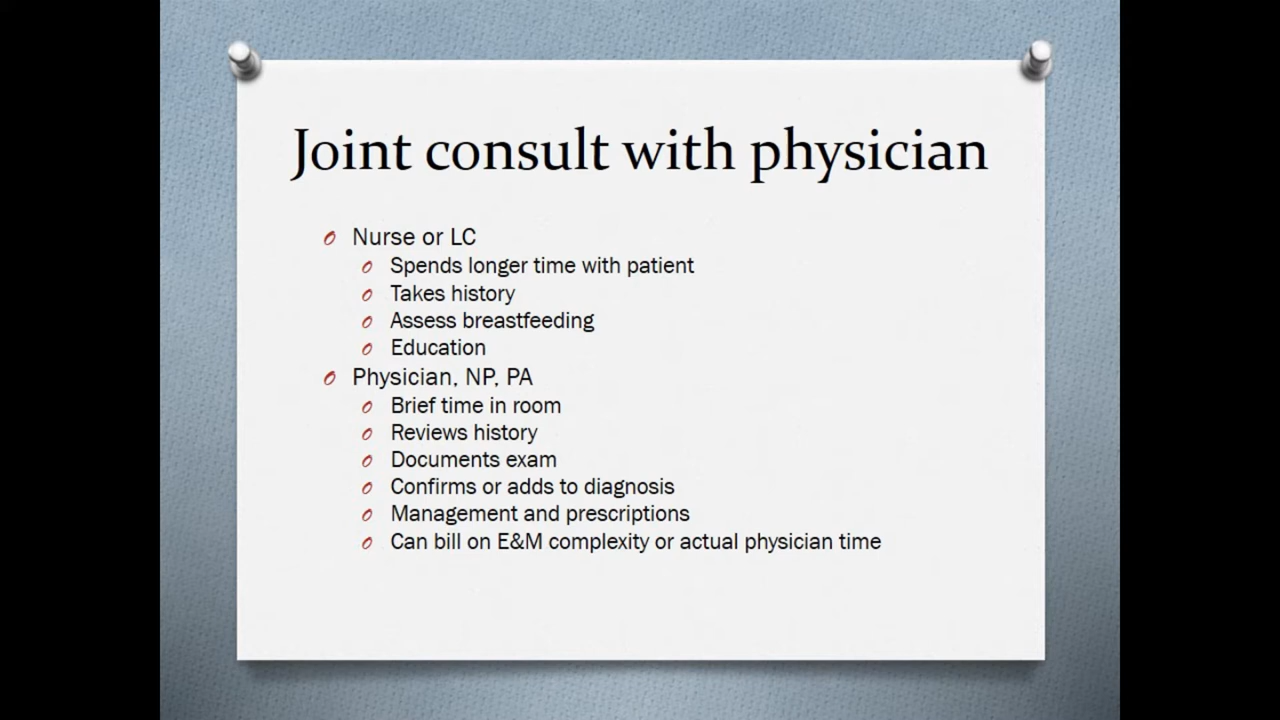 Joint consult with physician
Nurse or LC
Spends longer time with patient
Takes history
Assess breastfeeding
Education
Physician, NP, PA
Brief time in room
Reviews history
Documents exam
Confirms or adds to diagnosis
Management and prescriptions
Can bill on E&M complexity or actual physician time